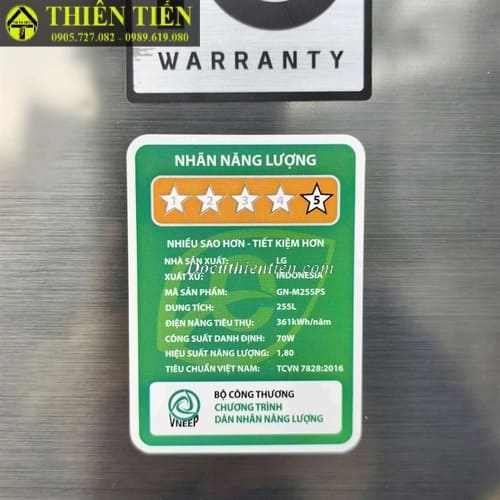 THIÊN TIẾN
0905.727.082 - 0989.619.080
WARRANTY
NHÃN NĂNG LƯỢNG
1 2 3 4 5
NHIỀU SAO HƠN - TIẾT KIỆM HƠN
NHÀ SẢN XUẤT: LG
Docuthientien.com
XUẤT XỨ: INDONESIA
MÃ SẢN PHẨM: GN-M255PS
DUNG TÍCH: 255L
ĐIỆN NĂNG TIÊU THỤ: 361kWh/năm
CÔNG SUẤT DANH ĐỊNH: 70W
HIỆU SUẤT NĂNG LƯỢNG: 1,80
TIÊU CHUẨN VIỆT NAM: TCVN 7828:2016
VNEEP
BỘ CÔNG THƯƠNG
CHƯƠNG TRÌNH
DÁN NHÃN NĂNG LƯỢNG